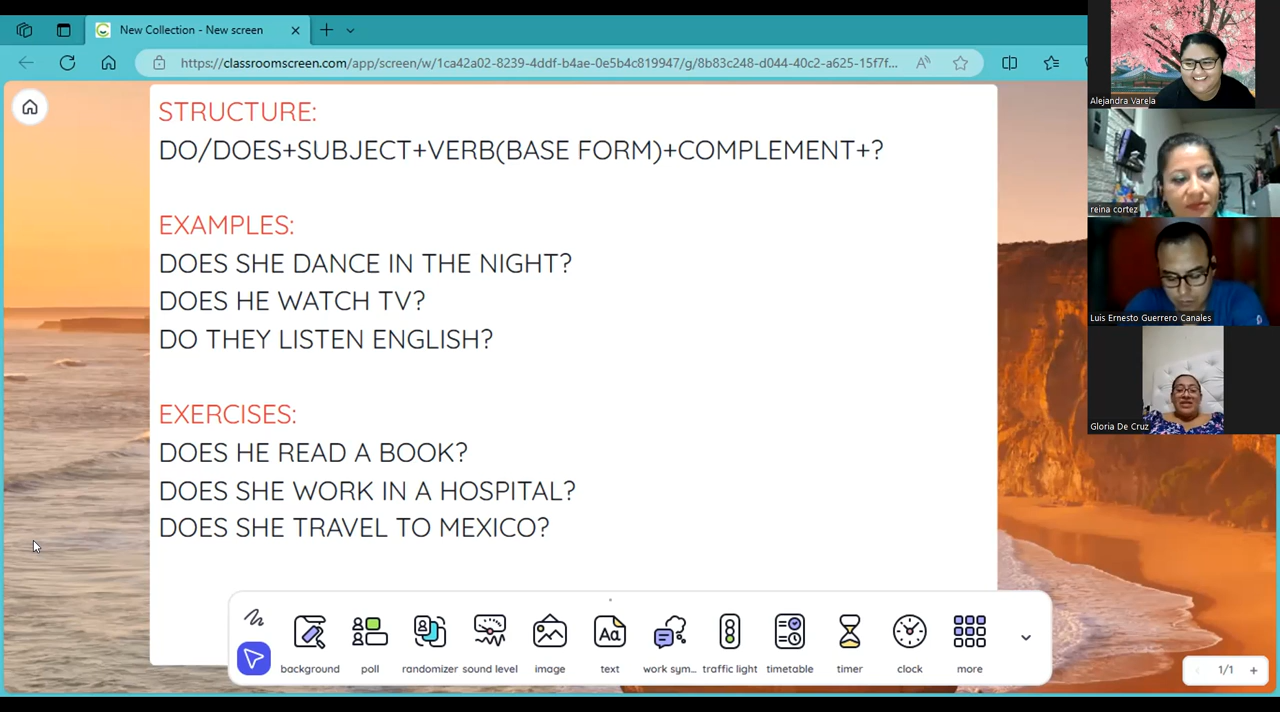 New Collection - New screen
https://classroomscreen.com/app/screen/w/1ca42a02-8239-4ddf-b4ae-0e5b4c819947/g/8b83c248-d044-40c2-a625-15f7f...
STRUCTURE:
DO/DOES+SUBJECT+VERB(BASE FORM)+COMPLEMENT+?
EXAMPLES:
DOES SHE DANCE IN THE NIGHT?
DOES HE WATCH TV?
DO THEY LISTEN ENGLISH?
EXERCISES:
DOES HE READ A BOOK?
DOES SHE WORK IN A HOSPITAL?
DOES SHE TRAVEL TO MEXICO?
background poll randomizer sound level image text work sym... traffic light timetable timer clock more
1/1
Alejandra Varela
reina cortez
Luis Ernesto Guerrero Canales
Gloria De Cruz